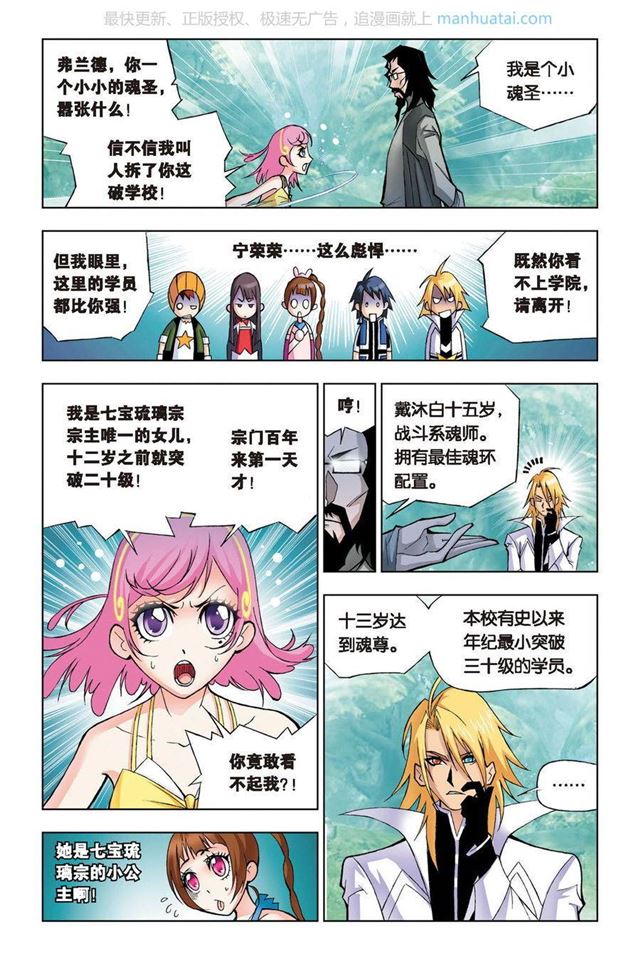 最快更新、正版授权、极速无广告，追漫画就上 manhuatai.com
弗兰德，你一
个小小的魂圣，
嚣张什么！
信不信我叫
人拆了你这
破学校！
我是个小
魂圣……
但我眼里，
这里的学员
都比你强！
宁荣荣……这么彪悍……
既然你看
不上学院，
请离开！
我是七宝琉璃宗
宗主唯一的女儿，
十二岁之前就突
破二十级！
宗门百年
来第一天
才！
你竟敢看
不起我?！
哼！
戴沐白十五岁，
战斗系魂师。
拥有最佳魂环
配置。
十三岁达
到魂尊。
本校有史以来
年纪最小突破
三十级的学员。
……
她是七宝琉
璃宗的小公
主啊！